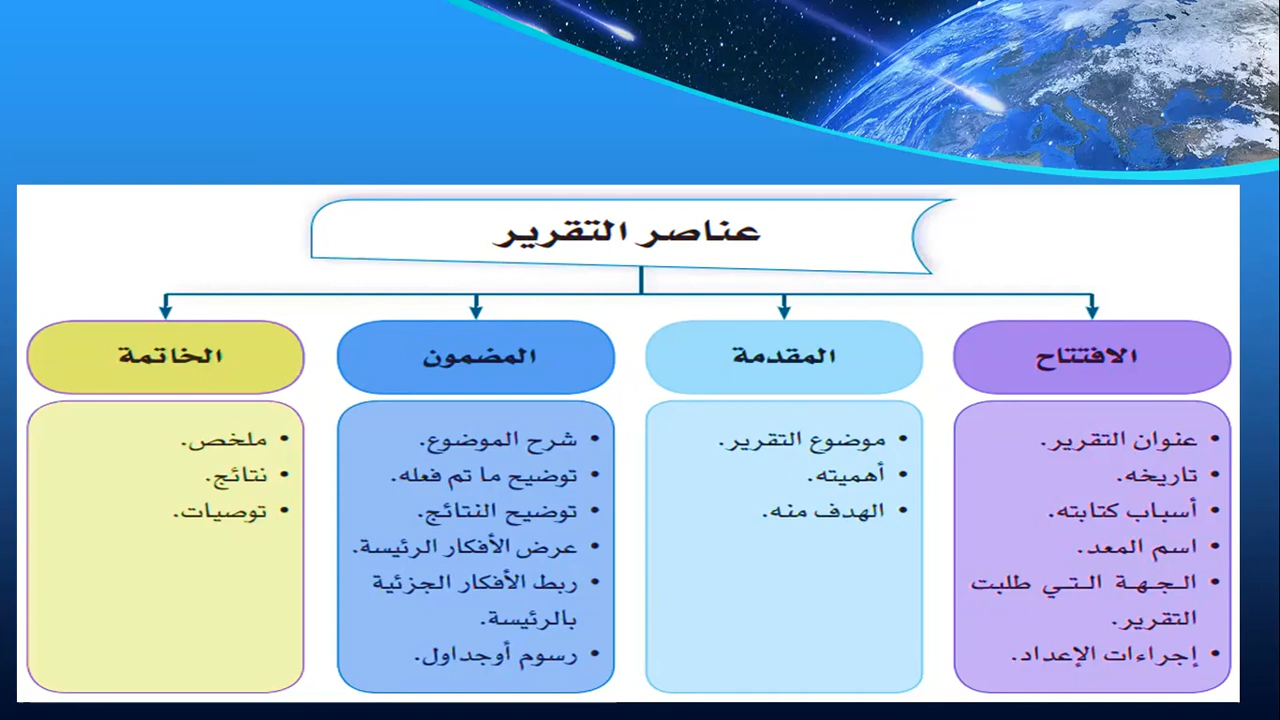 عناصر التقرير
الافتتاح
• عنوان التقرير.
• تاريخه.
• أسباب كتابته.
• اسم المعد.
• الـجـهـة الـتـي طلبت
التقرير.
• إجراءات الإعداد.
المقدمة
• موضوع التقرير.
• أهميته.
• الهدف منه.
المضمون
• شرح الموضوع.
• توضيح ما تم فعله.
• توضيح النتائج.
• عرض الأفكار الرئيسة.
• ربط الأفكار الجزئية
بالرئيسة.
• رسوم أوجداول.
الخاتمة
• ملخص.
• نتائج.
• توصيات.